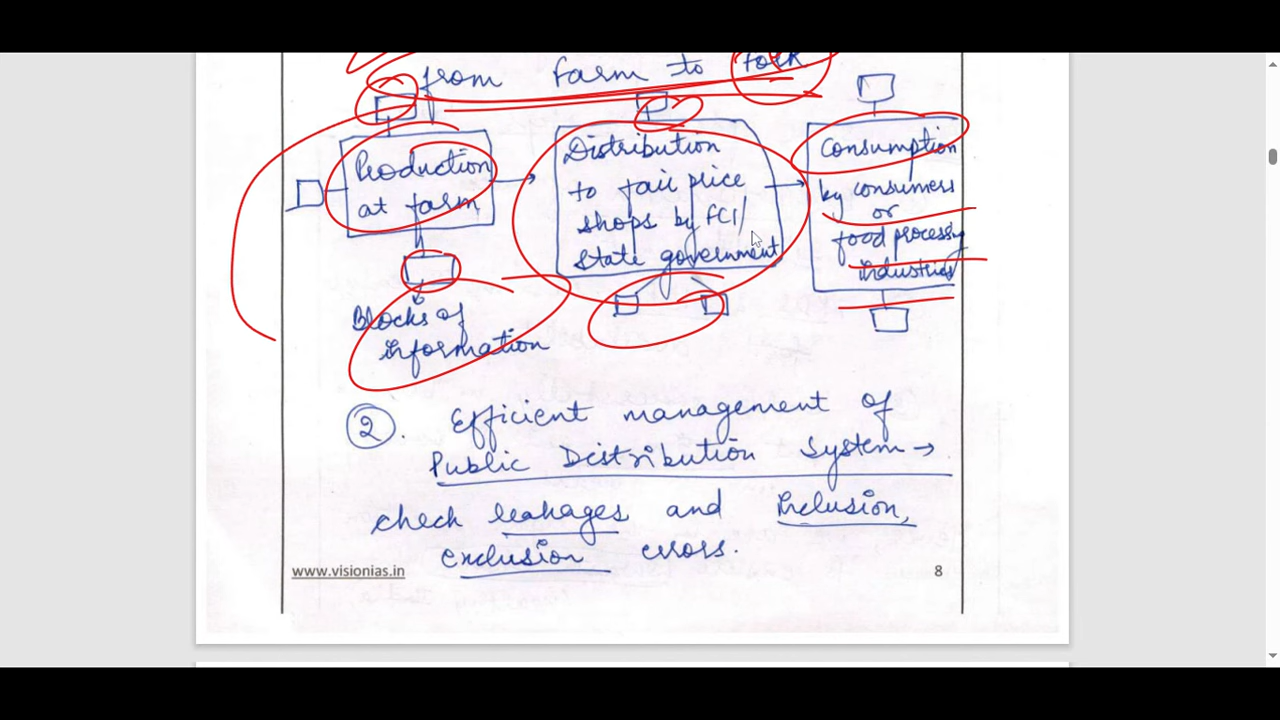 from farm to fork
Production
at farm
Distribution
to fair price
shops by FCI/
State government
Consumption
by consumers
or
food processing
industries
Blocks of
information
2. Efficient management of
Public Distribution System →
check leakages and inclusion,
exclusion errors.
www.visionias.in
8